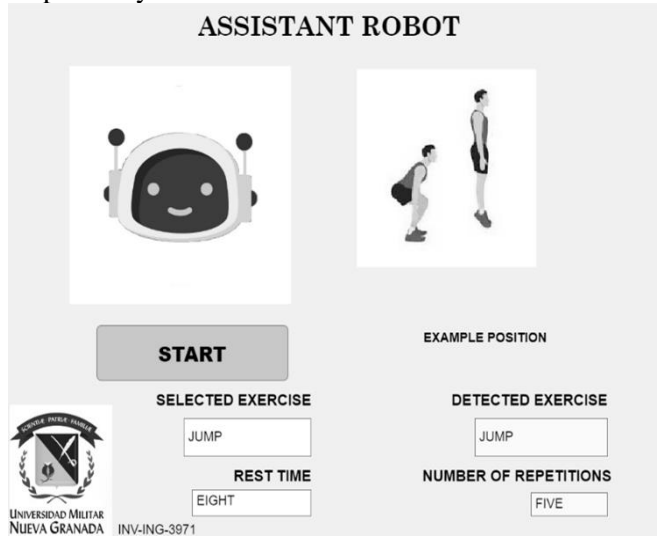 ASSISTANT ROBOT
START
EXAMPLE POSITION
SELECTED EXERCISE
DETECTED EXERCISE
JUMP
JUMP
REST TIME
NUMBER OF REPETITIONS
EIGHT
FIVE
UNIVERSIDAD MILITAR
NUEVA GRANADA
INV-ING-3971